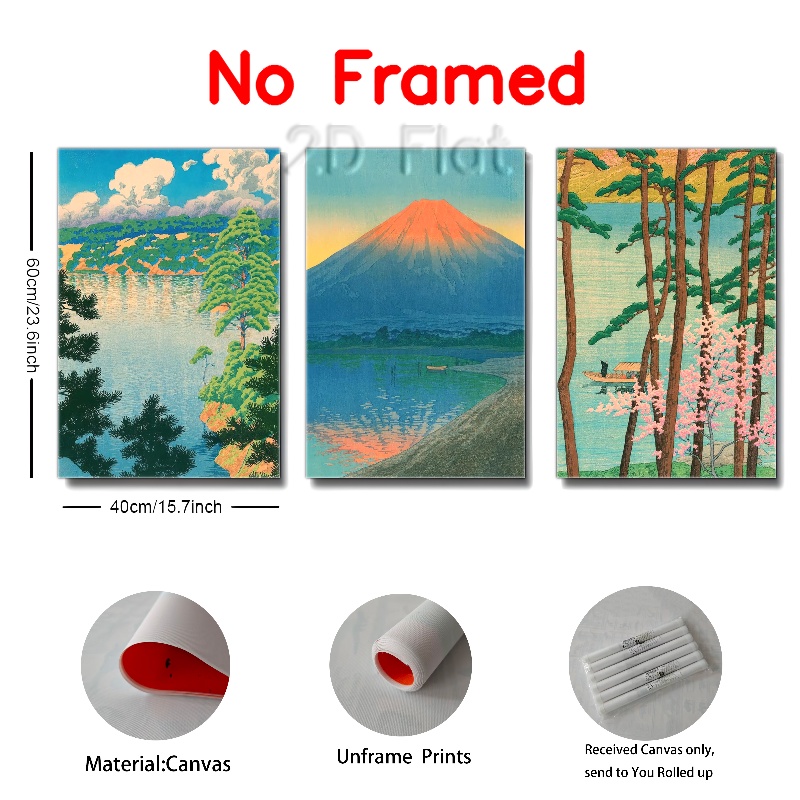 No Framed
2D Flat
60cm/23.6inch
40cm/15.7inch
Material:Canvas
Unframe Prints
Received Canvas only,
send to You Rolled up